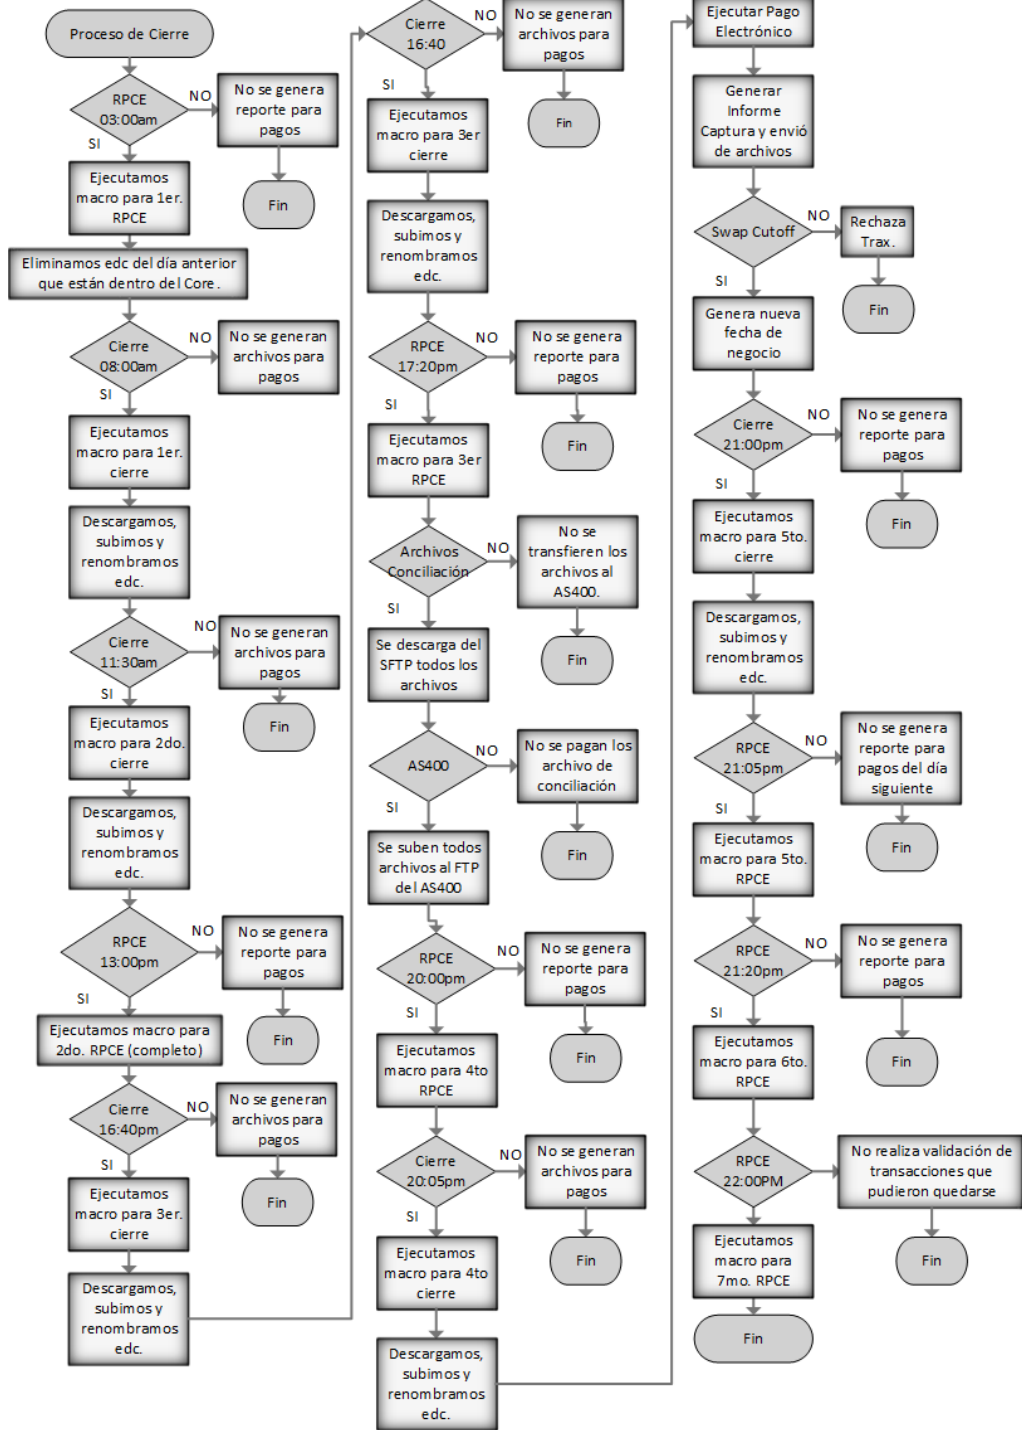 Proceso de Cierre
RPCE
03:00am
NO
No se genera
reporte para
pagos
Fin
SI
Ejecutamos
macro para 1er.
RPCE
Eliminamos edc del día anterior
que están dentro del Core.
Cierre
08:00am
NO
No se generan
archivos para
pagos
SI
Ejecutamos
macro para 1er.
cierre
Descargamos,
subimos y
renombramos
edc.
Cierre
11:30am
NO
No se generan
archivos para
pagos
Fin
SI
Ejecutamos
macro para 2do.
cierre
Descargamos,
subimos y
renombramos
edc.
RPCE
13:00pm
NO
No se genera
reporte para
pagos
Fin
SI
Ejecutamos macro para
2do. RPCE (completo)
Cierre
16:40pm
NO
No se generan
archivos para
pagos
Fin
SI
Ejecutamos
macro para 3er.
cierre
Descargamos,
subimos y
renombramos
edc.
Cierre
16:40
NO
No se generan
archivos para
pagos
Fin
SI
Ejecutamos
macro para 3er
cierre
Descargamos,
subimos y
renombramos
edc.
RPCE
17:20pm
NO
No se genera
reporte para
pagos
Fin
SI
Ejecutamos
macro para 3er
RPCE
Archivos
Conciliación
NO
No se
transfieren los
archivos al
AS400.
Fin
SI
Se descarga del
SFTP todos los
archivos
AS400
NO
No se pagan los
archivo de
conciliación
Fin
SI
Se suben todos
archivos al FTP
del AS400
RPCE
20:00pm
NO
No se genera
reporte para
pagos
Fin
SI
Ejecutamos
macro para 4to
RPCE
Cierre
20:05pm
NO
No se generan
archivos para
pagos
Fin
SI
Ejecutamos
macro para 4to
cierre
Descargamos,
subimos y
renombramos
edc.
Ejecutar Pago
Electrónico
Generar
Informe
Captura y envió
de archivos
Swap Cutoff
NO
Rechaza
Trax.
Fin
SI
Genera nueva
fecha de
negocio
Cierre
21:00pm
NO
No se genera
reporte para
pagos
Fin
SI
Ejecutamos
macro para 5to.
cierre
Descargamos,
subimos y
renombramos
edc.
RPCE
21:05pm
NO
No se genera
reporte para
pagos del día
siguiente
Fin
SI
Ejecutamos
macro para 5to.
RPCE
RPCE
21:20pm
NO
No se genera
reporte para
pagos
Fin
SI
Ejecutamos
macro para 6to.
RPCE
RPCE
22:00PM
No realiza validación de
transacciones que
pudieron quedarse
Fin
Ejecutamos
macro para
7mo. RPCE
Fin